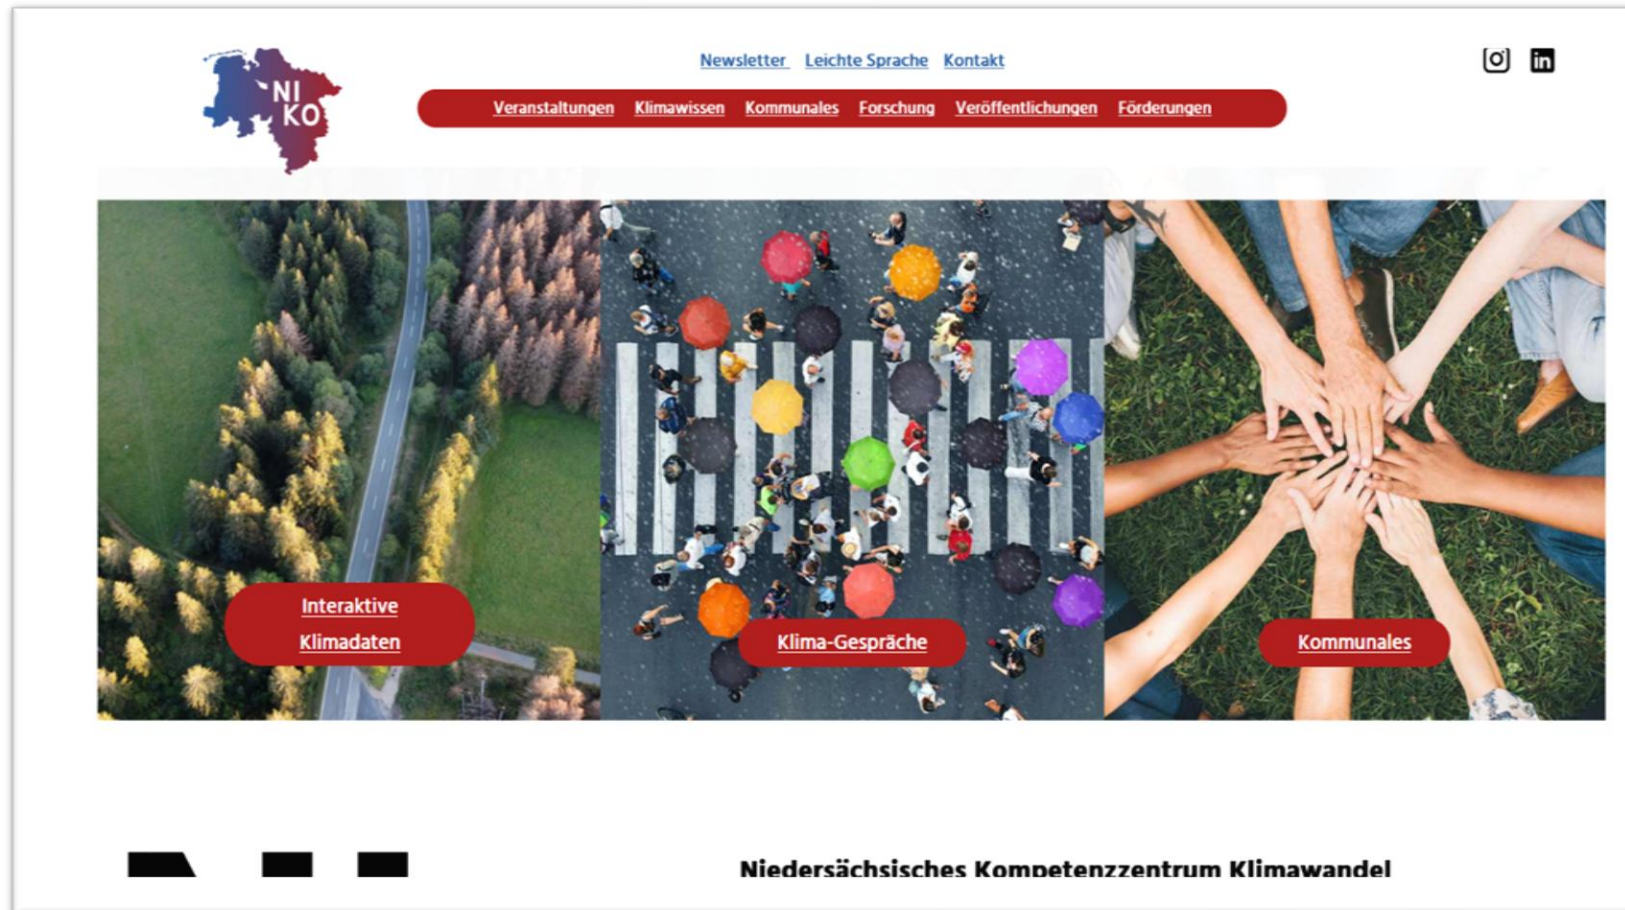 NI
KO
Newsletter Leichte Sprache Kontakt
Veranstaltungen Klimawissen Kommunales Forschung Veröffentlichungen Förderungen
Interaktive
Klimadaten
Klima-Gespräche
Kommunales
Niedersächsisches Kompetenzzentrum Klimawandel